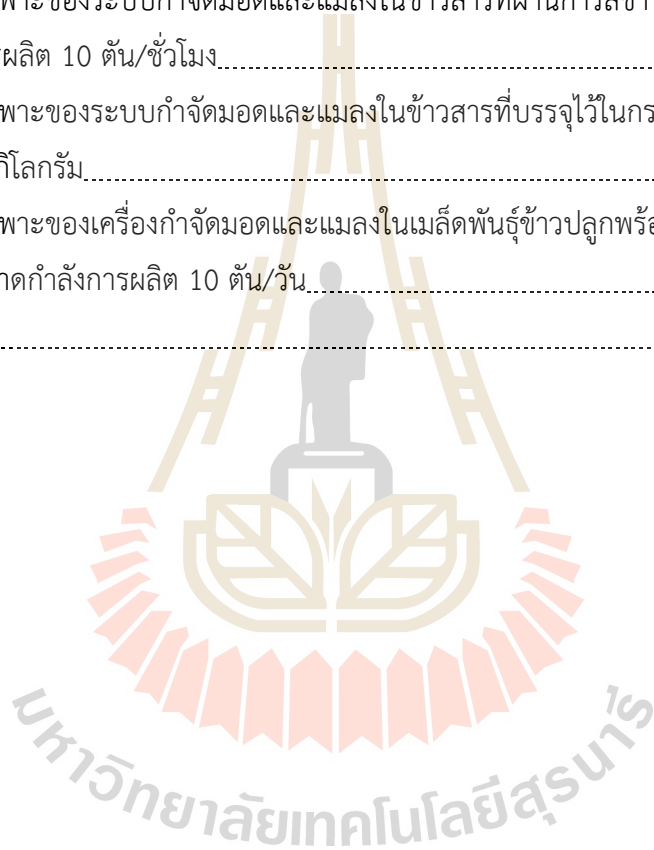 พาะของระบบกำจัดมอดและแมลงในข้าวสารที่ผ่านการสีข้า
ผลิต 10 ตัน/ชั่วโมง
พาะของระบบกำจัดมอดและแมลงในข้าวสารที่บรรจุไว้ในกร
กิโลกรัม
พาะของเครื่องกำจัดมอดและแมลงในเมล็ดพันธุ์ข้าวปลูกพร้อ
าดกำลังการผลิต 10 ตัน/วัน
มหาวิทยาลัยเทคโนโลยีสุรนารี